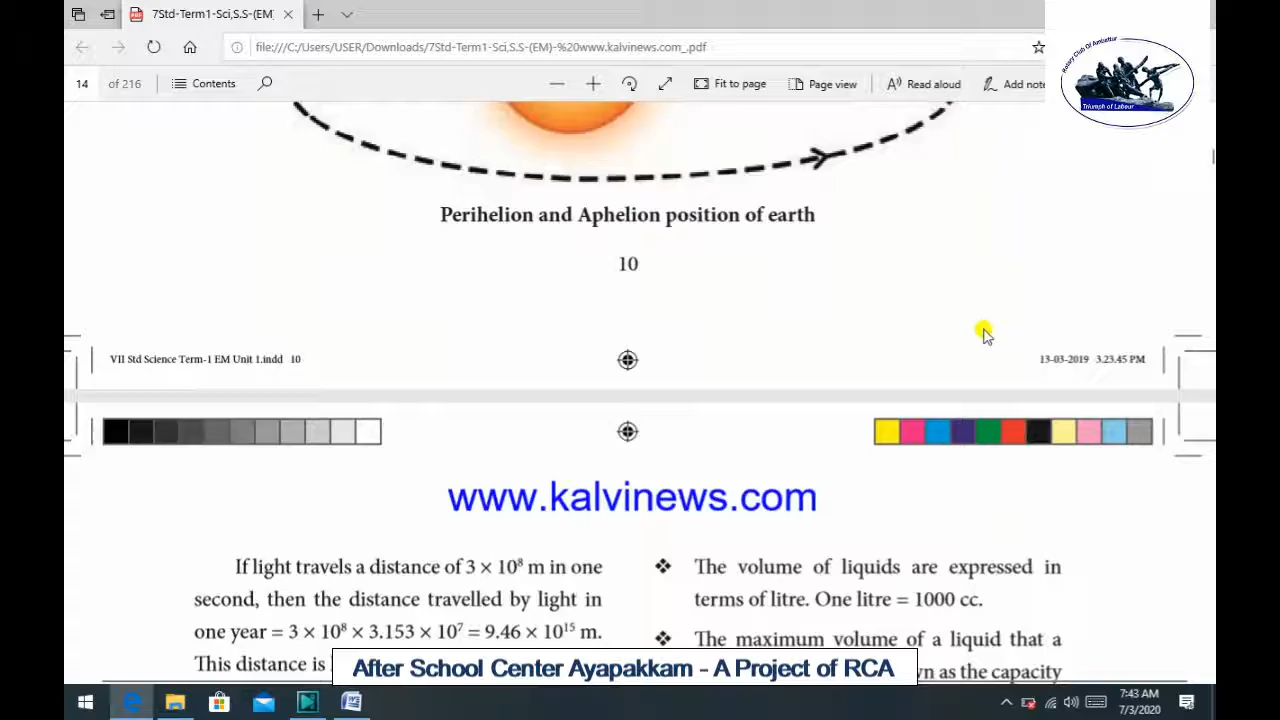 7Std-Term1-Sci,S.S-(EM)
file:///C:/Users/USER/Downloads/7Std-Term1-Sci,S.S-(EM)-%20www.kalvinews.com_.pdf
14 of 216 Contents Fit to page Page view Read aloud Add note
Rotary Club Of Ambattur
Triumph of Labour
Perihelion and Aphelion position of earth
10
VII Std Science Term-1 EM Unit 1.indd 10
13-03-2019 3.23.45 PM
www.kalvinews.com
If light travels a distance of 3 × 10⁸ m in one
second, then the distance travelled by light in
one year = 3 × 10⁸ × 3.153 × 10⁷ = 9.46 × 10¹⁵ m.
This distance is
❖ The volume of liquids are expressed in
terms of litre. One litre = 1000 cc.
❖ The maximum volume of a liquid that a
wn as the capacity
After School Center Ayapakkam - A Project of RCA
7:43 AM
7/3/2020